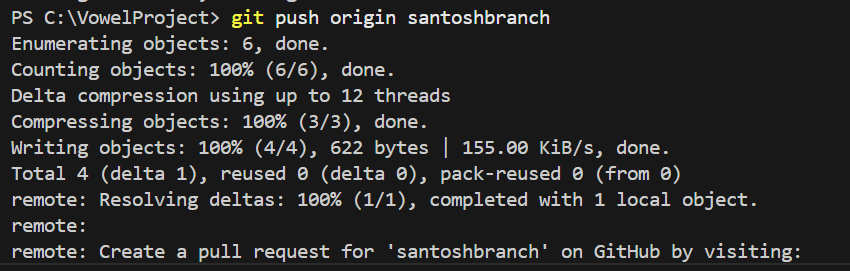 PS C:\VowelProject> git push origin santoshbranch
Enumerating objects: 6, done.
Counting objects: 100% (6/6), done.
Delta compression using up to 12 threads
Compressing objects: 100% (3/3), done.
Writing objects: 100% (4/4), 622 bytes | 155.00 KiB/s, done.
Total 4 (delta 1), reused 0 (delta 0), pack-reused 0 (from 0)
remote: Resolving deltas: 100% (1/1), completed with 1 local object.
remote:
remote: Create a pull request for 'santoshbranch' on GitHub by visiting: